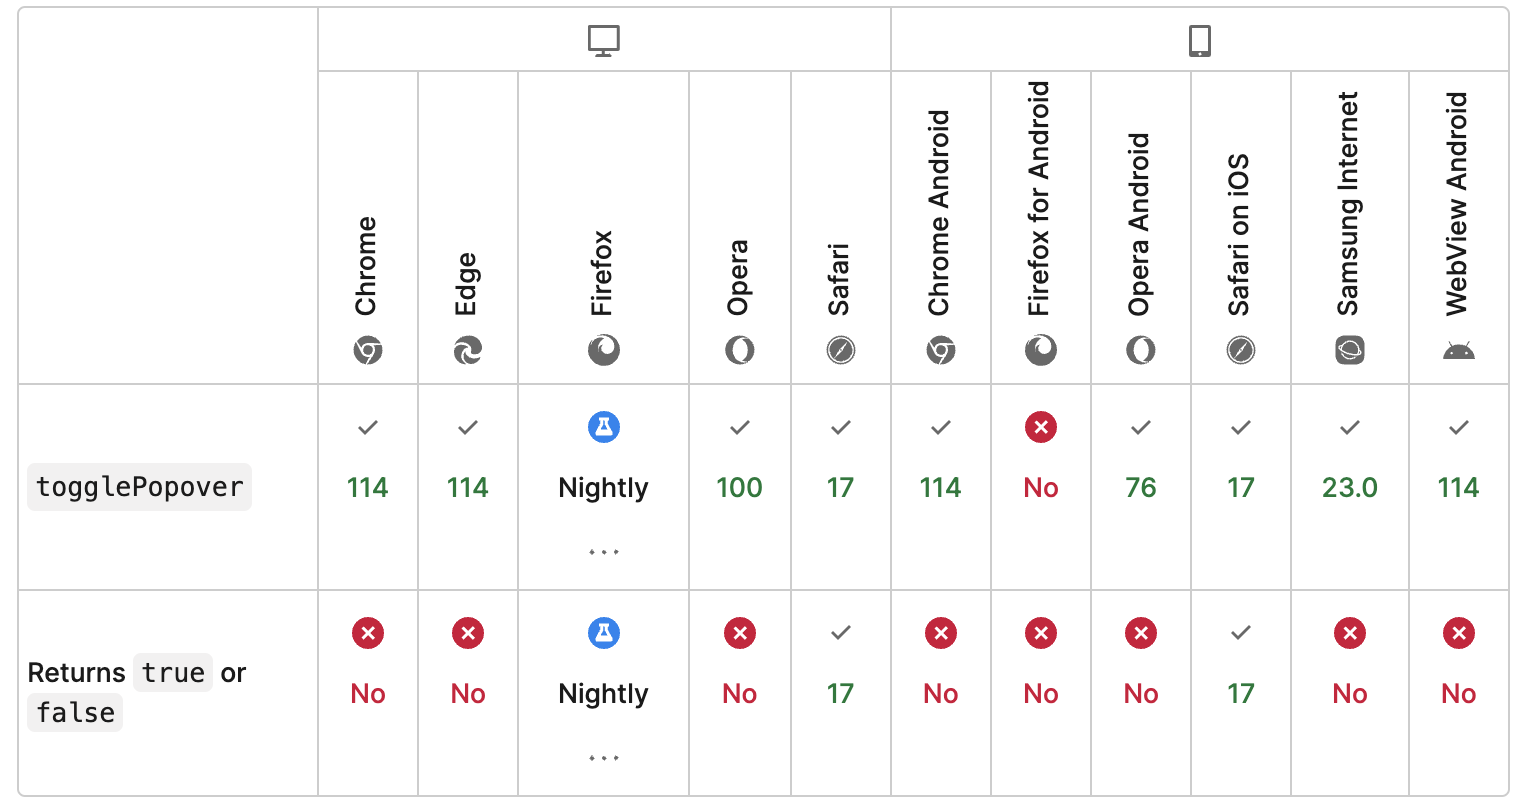 Chrome
Edge
Firefox
Opera
Safari
Chrome Android
Firefox for Android
Opera Android
Safari on iOS
Samsung Internet
WebView Android
togglePopover
114
114
Nightly
...
100
17
114
No
76
17
23.0
114
Returns true or
false
No
No
Nightly
...
No
17
No
No
No
17
No
No